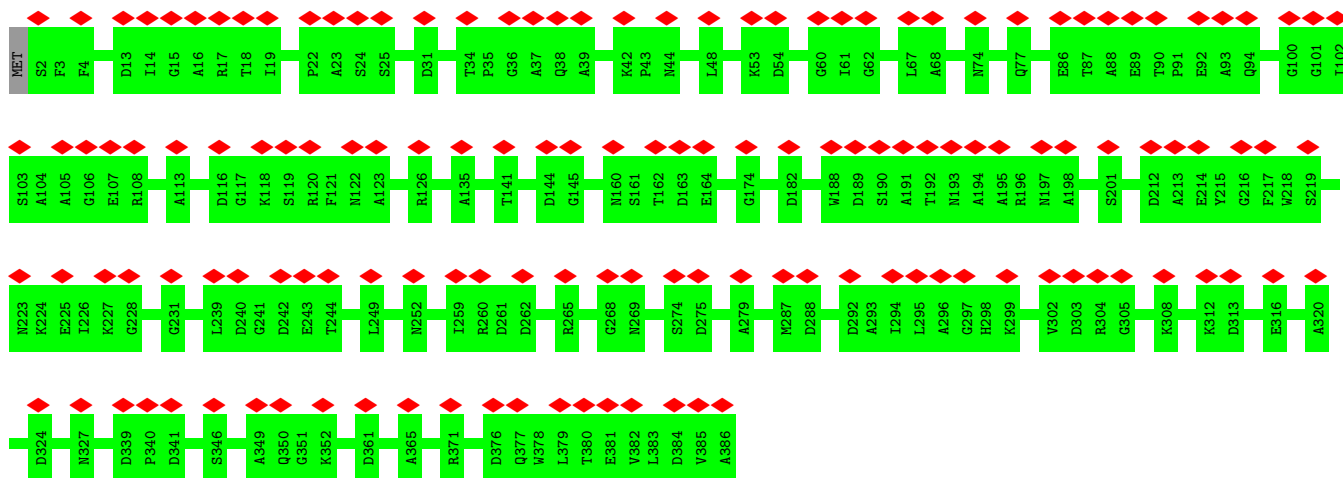 MET S2 F3 F4 D13 I14 G15 A16 R17 T18 I19 P22 A23 S24 S25 D31 T34 P35 G36 A37 Q38 A39 K42 P43 N44 L48 K53 D54 G60 I61 G62 L67 A68 N74 Q77 E86 T87 A88 E89 T90 P91 E92 A93 Q94 G100 G101 I102
S103 A104 A105 G106 E107 R108 A113 D116 G117 K118 S119 R120 F121 N122 A123 R126 A135 T141 D144 G145 N160 S161 T162 D163 E164 G174 D182 W188 D189 S190 A191 T192 N193 A194 A195 R196 N197 A198 S201 D212 A213 E214 Y215 G216 F217 W218 S219
N223 K224 E225 I226 K227 G228 G231 L239 D240 G241 D242 E243 T244 L249 N252 I259 R260 D261 D262 R265 G268 N269 S274 D275 A279 M287 D288 D292 A293 I294 L295 A296 G297 H298 K299 V302 D303 R304 G305 K308 K312 D313 E316 A320
D324 N327 D339 P340 D341 S346 A349 Q350 G351 K352 D361 A365 R371 D376 Q377 W378 L379 T380 E381 V382 L383 D384 V385 A386